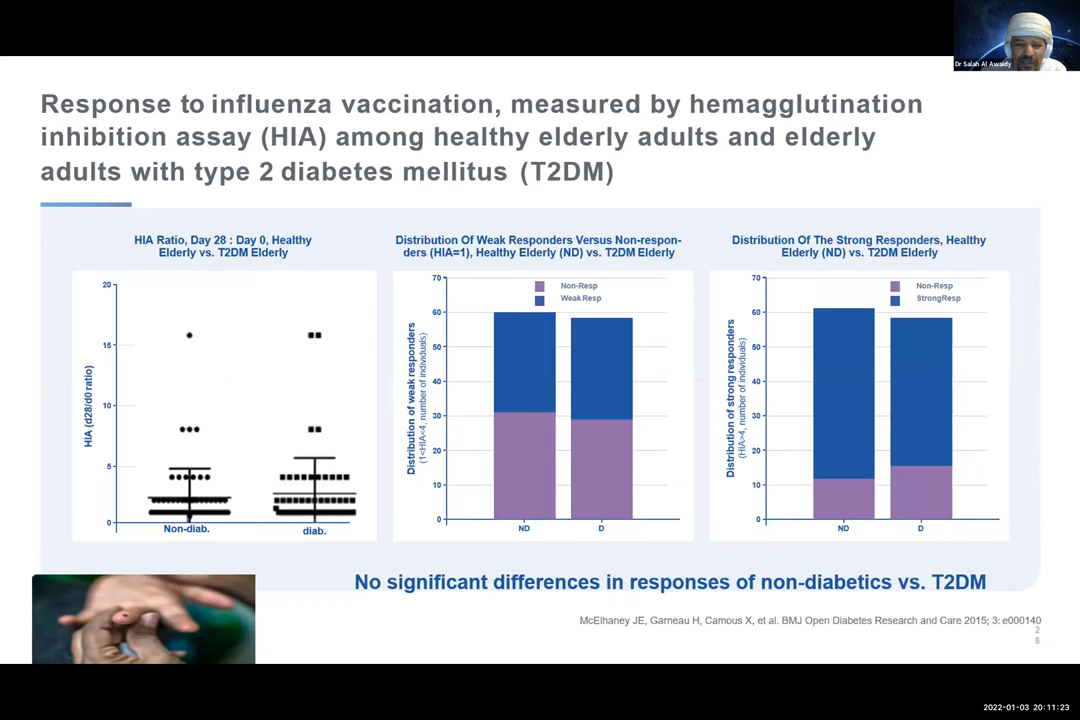 Dr Salah Al Awaidy
Response to influenza vaccination, measured by hemagglutination
inhibition assay (HIA) among healthy elderly adults and elderly
adults with type 2 diabetes mellitus (T2DM)
HIA Ratio, Day 28 : Day 0, Healthy
Elderly vs. T2DM Elderly
HIA (d28/d0 ratio)
20
15
10
5
0
Non-diab.
diab.
Distribution Of Weak Responders Versus Non-respon-
ders (HIA=1), Healthy Elderly (ND) vs. T2DM Elderly
Distribution of weak responders
(1<HIA<4, number of individuals)
70
60
50
40
30
20
10
0
Non-Resp
Weak Resp
ND
D
Distribution Of The Strong Responders, Healthy
Elderly (ND) vs. T2DM Elderly
Distribution of strong responders
(HIA>4, number of individuals)
70
60
50
40
30
20
10
0
Non-Resp
StrongResp
ND
D
No significant differences in responses of non-diabetics vs. T2DM
McElhaney JE, Garneau H, Camous X, et al. BMJ Open Diabetes Research and Care 2015; 3: e000140
2
8
2022-01-03 20:11:23